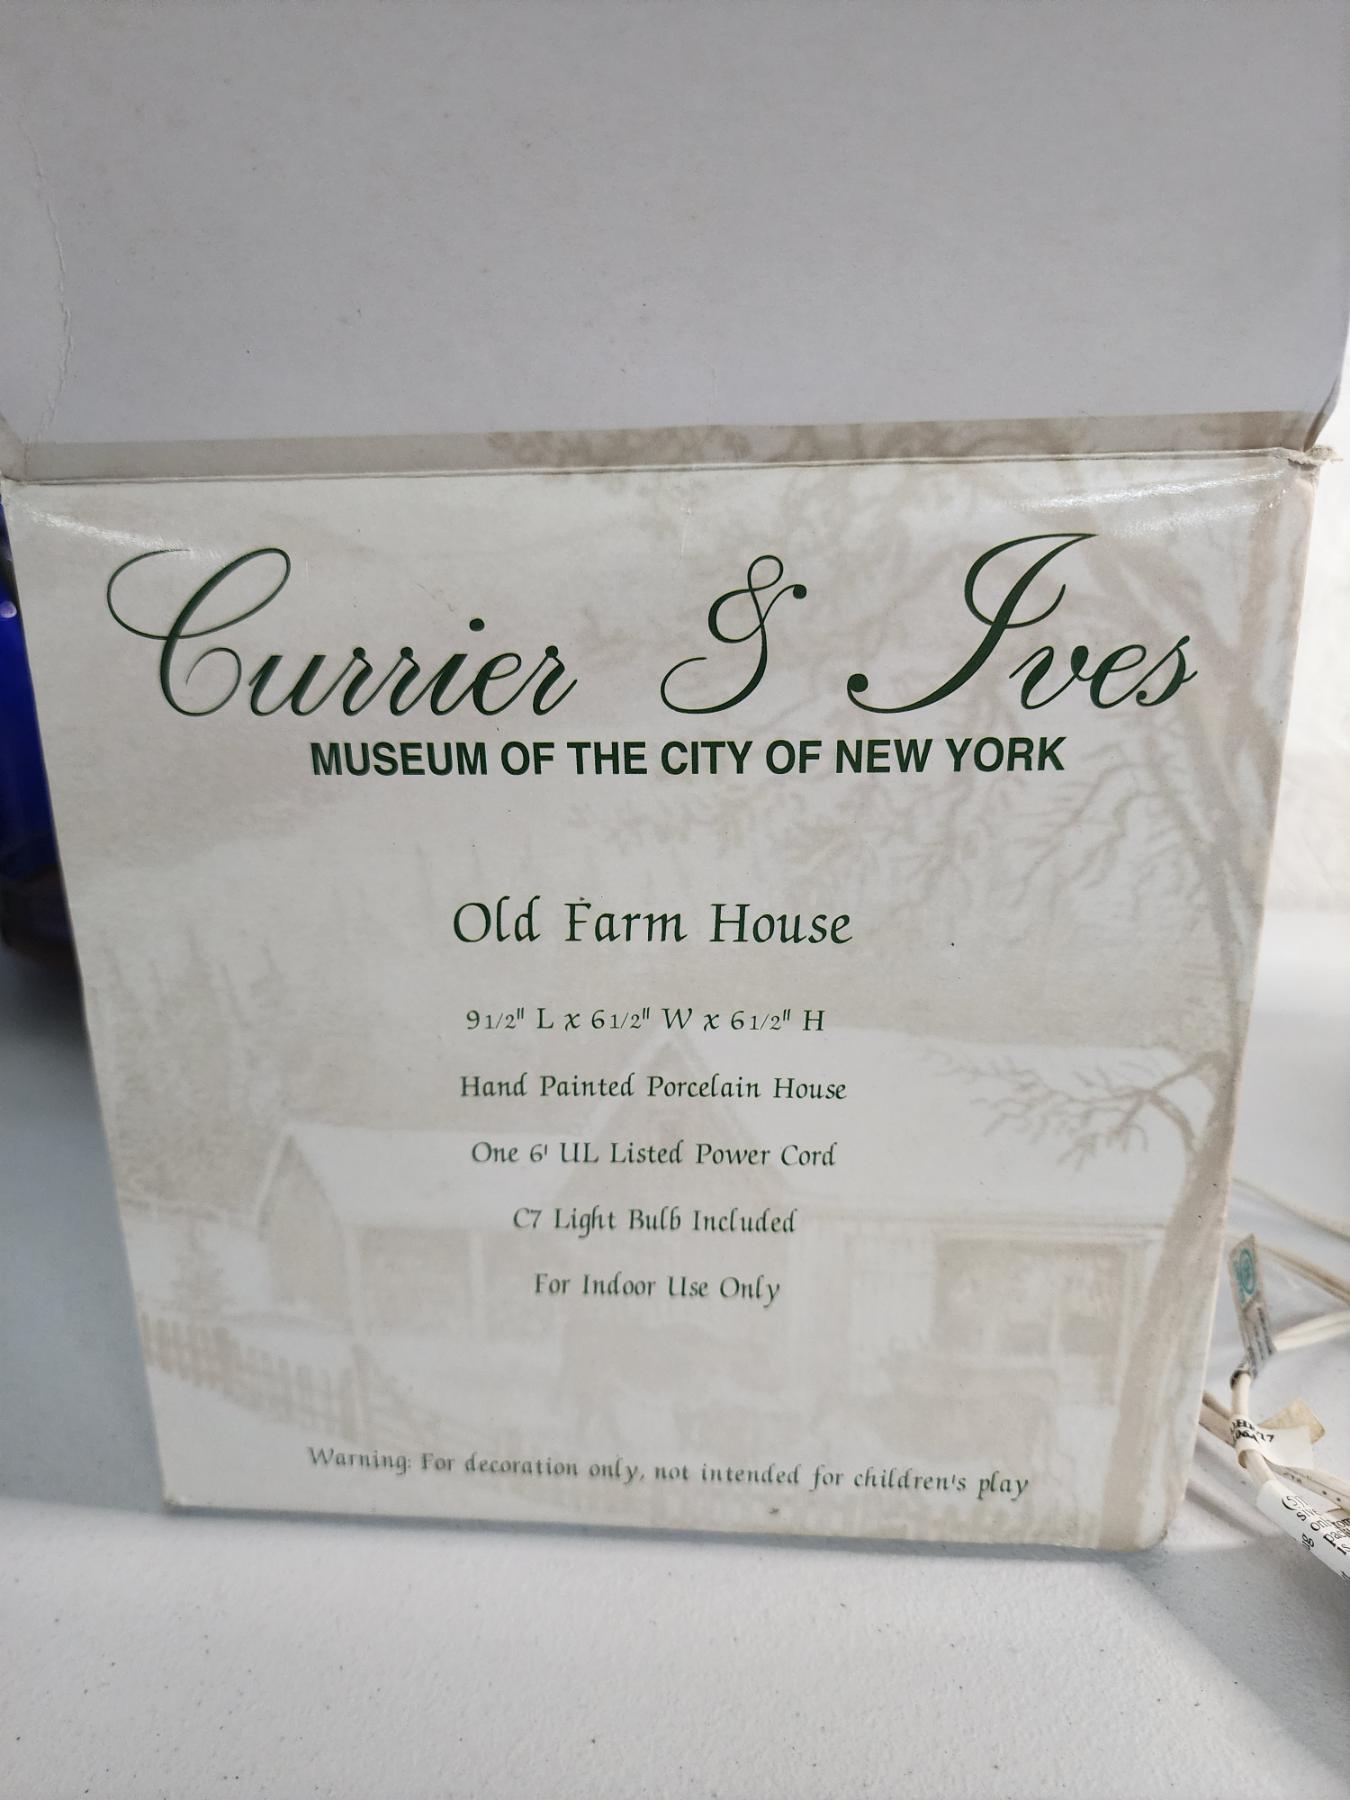 Currier & Ives
MUSEUM OF THE CITY OF NEW YORK
Old Farm House
9 1/2" L x 6 1/2" W x 6 1/2" H
Hand Painted Porcelain House
One 6' UL Listed Power Cord
C7 Light Bulb Included
For Indoor Use Only
Warning: For decoration only, not intended for children's play